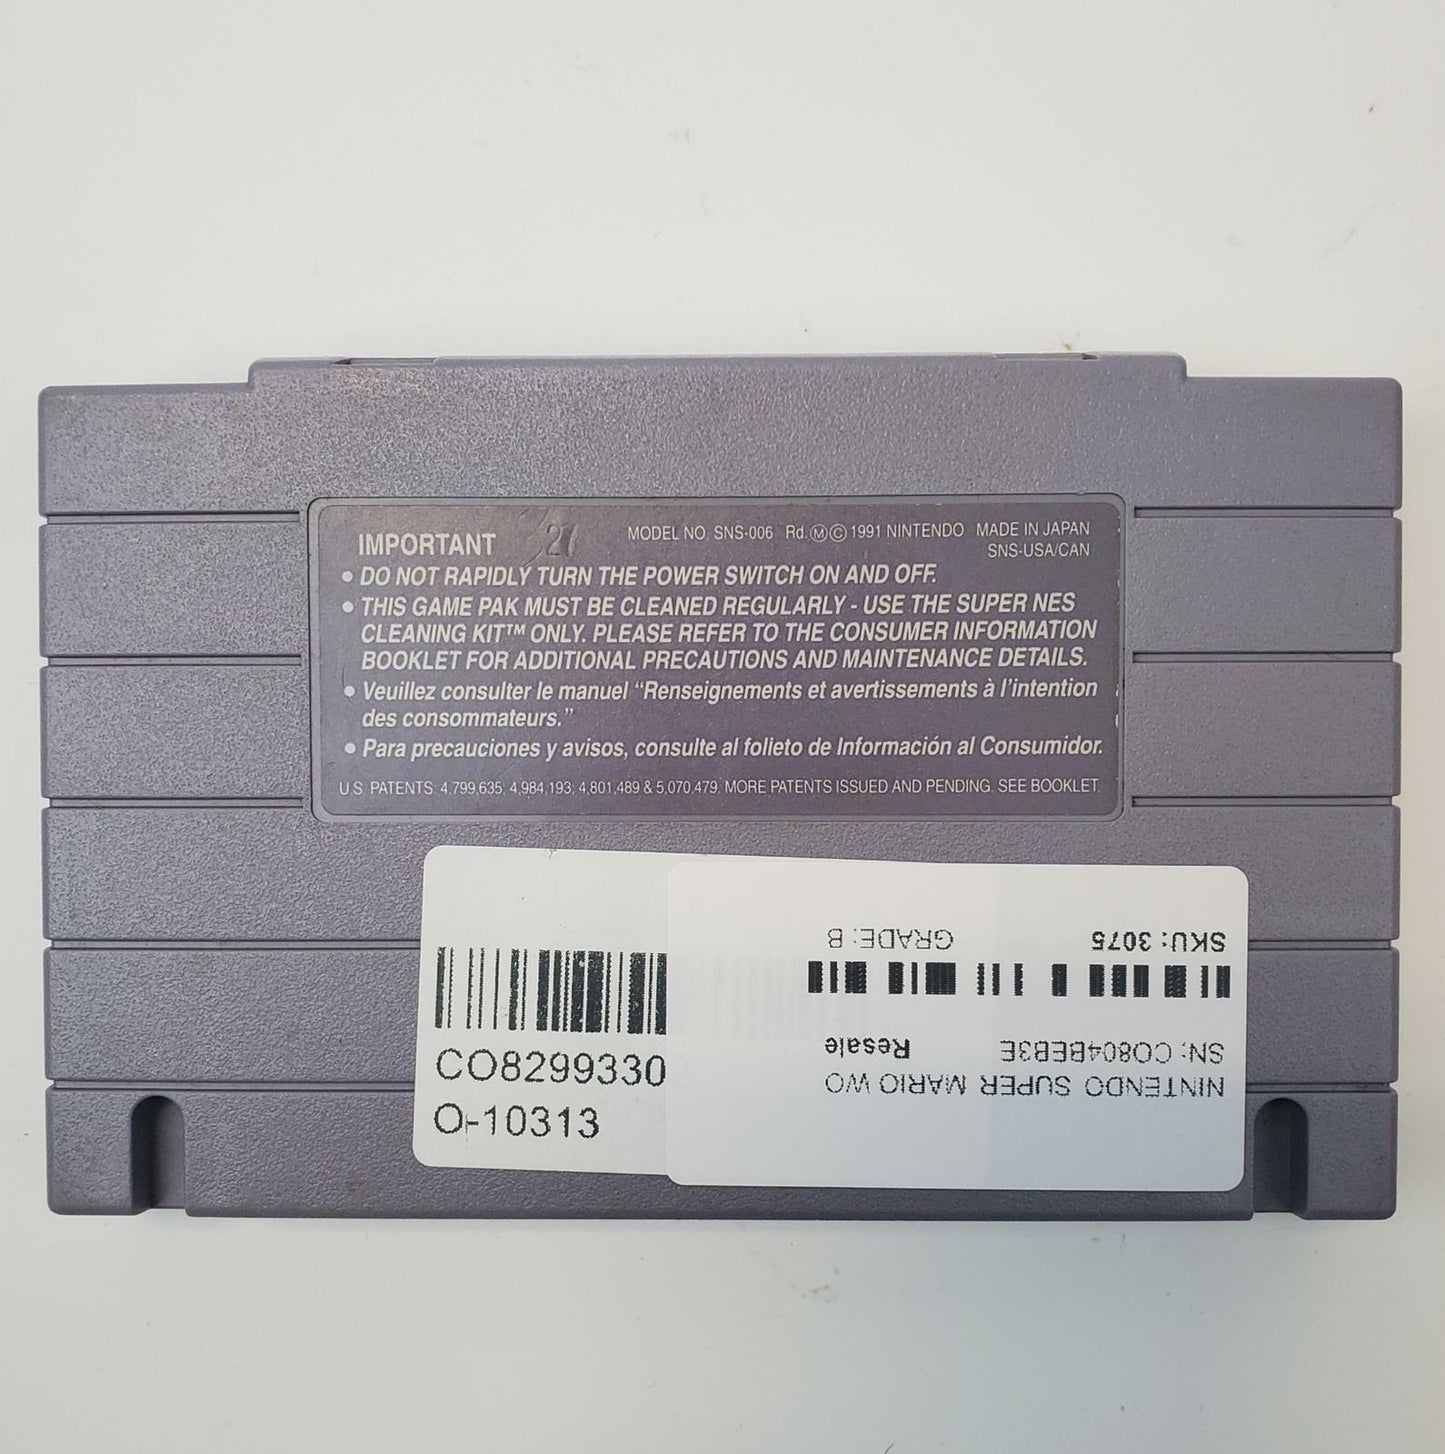 IMPORTANT
27
MODEL NO. SNS-006 Rd. Ⓜ© 1991 NINTENDO MADE IN JAPAN
SNS-USA/CAN
• DO NOT RAPIDLY TURN THE POWER SWITCH ON AND OFF.
• THIS GAME PAK MUST BE CLEANED REGULARLY - USE THE SUPER NES
CLEANING KIT™ ONLY. PLEASE REFER TO THE CONSUMER INFORMATION
BOOKLET FOR ADDITIONAL PRECAUTIONS AND MAINTENANCE DETAILS.
• Veuillez consulter le manuel “Renseignements et avertissements à l’intention
des consommateurs.”
• Para precauciones y avisos, consulte al folleto de Información al Consumidor.
U.S. PATENTS: 4,799,635; 4,984,193; 4,801,489 & 5,070,479. MORE PATENTS ISSUED AND PENDING. SEE BOOKLET.
CO8299330
O-10313
NINTENDO SUPER MARIO WO
SN: CO804BEB3E Resale
SKU: 3075 GRADE: B